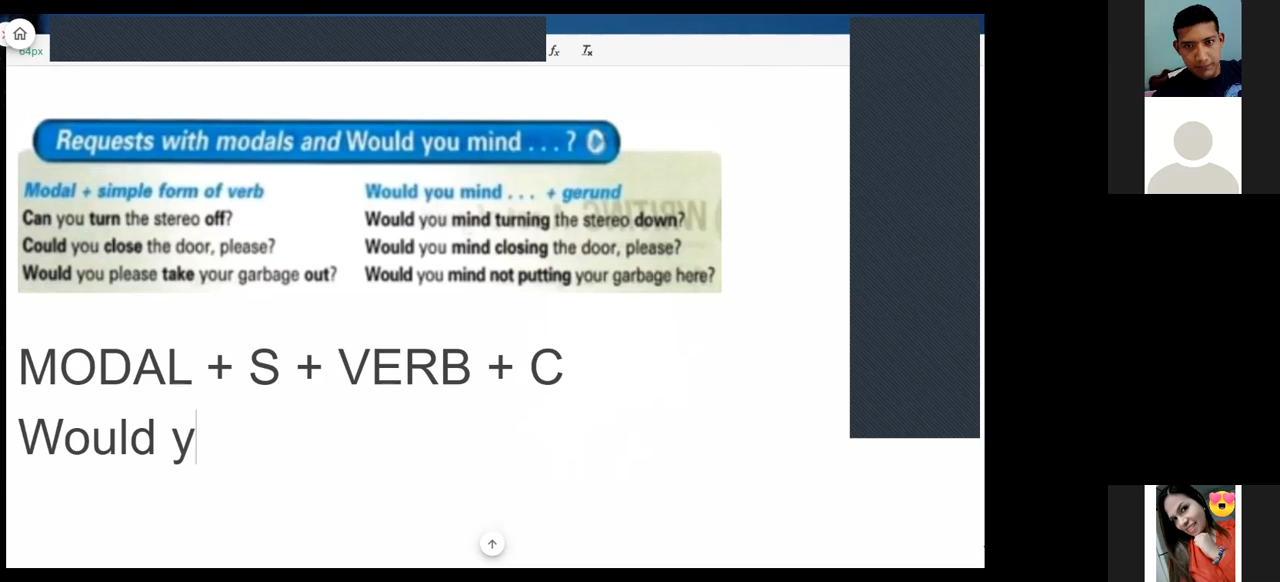 64px
fx Tx
Requests with modals and Would you mind . . . ?
Modal + simple form of verb
Can you turn the stereo off?
Could you close the door, please?
Would you please take your garbage out?
Would you mind . . . + gerund
Would you mind turning the stereo down?
Would you mind closing the door, please?
Would you mind not putting your garbage here?
MODAL + S + VERB + C
Would y